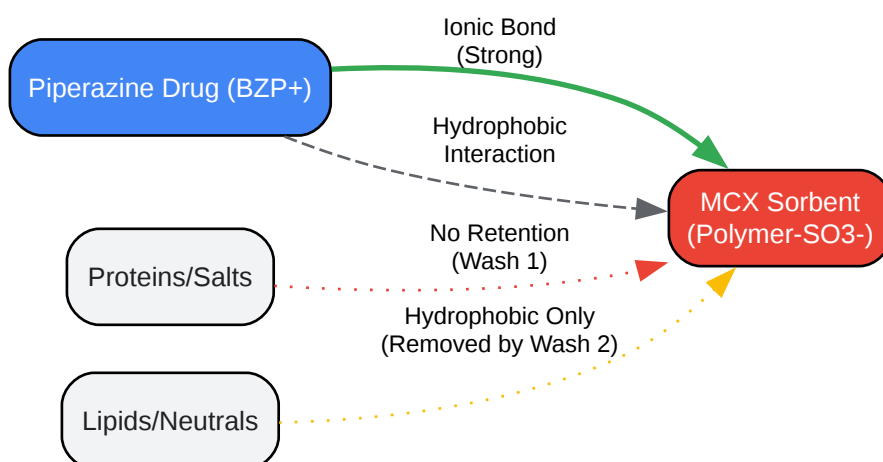 Ionic Bond
(Strong)
Piperazine Drug (BZP+)
Hydrophobic
Interaction
MCX Sorbent
(Polymer-SO3-)
No Retention
(Wash 1)
Proteins/Salts
Hydrophobic Only
(Removed by Wash 2)
Lipids/Neutrals